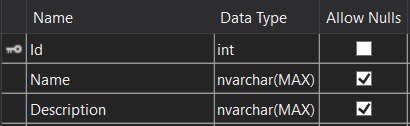 Name Data Type Allow Nulls
Id int
Name nvarchar(MAX)
Description nvarchar(MAX)